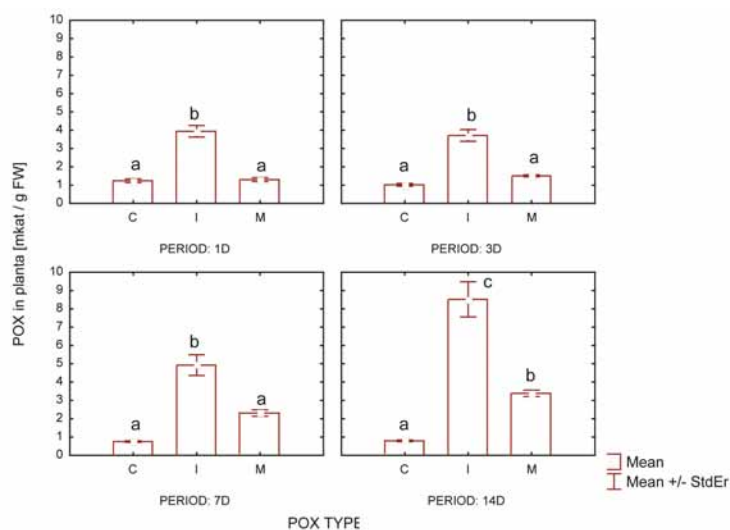 10
9
8
7
6
5
4
3
2
1
0
a
b
a
C I M
PERIOD: 1D
a
b
a
C I M
PERIOD: 3D
POX in planta [mkat / g FW]
10
9
8
7
6
5
4
3
2
1
0
a
b
a
C I M
PERIOD: 7D
a
c
b
C I M
PERIOD: 14D
POX TYPE
Mean
Mean +/- StdEr